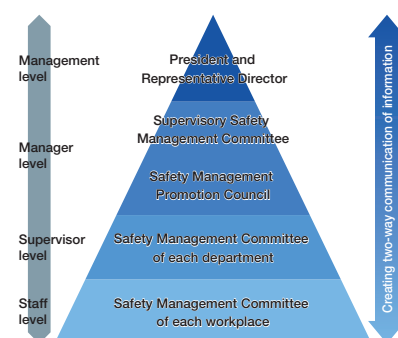 Management
level
President and
Representative Director
Manager
level
Supervisory Safety
Management Committee
Safety Management
Promotion Council
Supervisor
level
Safety Management Committee
of each department
Staff
level
Safety Management Committee
of each workplace
Creating two-way communication of information